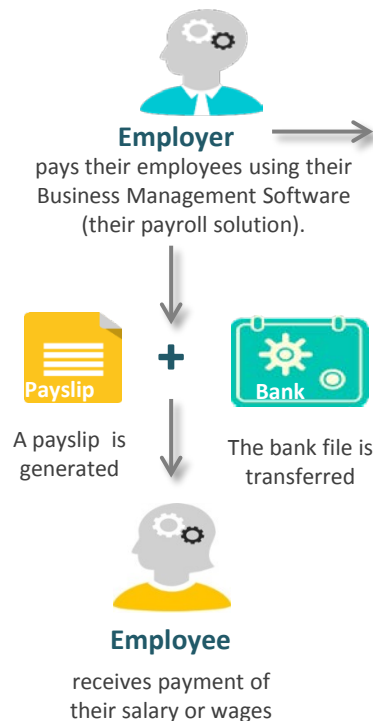 Employer
pays their employees using their
Business Management Software
(their payroll solution).
Payslip
+
Bank
A payslip is
generated
The bank file is
transferred
Employee
receives payment of
their salary or wages